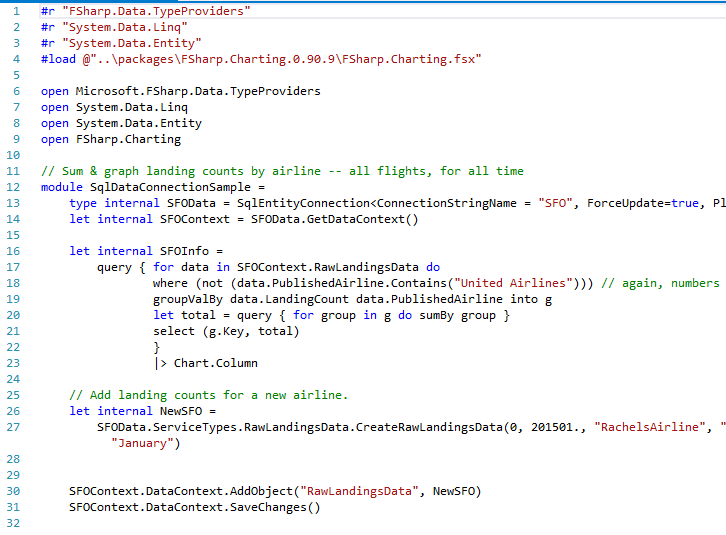 1 #r "FSharp.Data.TypeProviders"
2 #r "System.Data.Linq"
3 #r "System.Data.Entity"
4 #load @"..\packages\FSharp.Charting.0.90.9\FSharp.Charting.fsx"
5
6 open Microsoft.FSharp.Data.TypeProviders
7 open System.Data.Linq
8 open System.Data.Entity
9 open FSharp.Charting
10
11 // Sum & graph landing counts by airline -- all flights, for all time
12 module SqlDataConnectionSample =
13     type internal SFOData = SqlEntityConnection<ConnectionStringName = "SFO", ForceUpdate=true, Pl
14     let internal SFOContext = SFOData.GetDataContext()
15
16     let internal SFOInfo =
17         query { for data in SFOContext.RawLandingsData do
18                 where (not (data.PublishedAirline.Contains("United Airlines"))) // again, numbers
19                 groupValBy data.LandingCount data.PublishedAirline into g
20                 let total = query { for group in g do sumBy group }
21                 select (g.Key, total)
22                 }
23                 |> Chart.Column
24
25     // Add landing counts for a new airline.
26     let internal NewSFO =
27         SFOData.ServiceTypes.RawLandingsData.CreateRawLandingsData(0, 201501., "RachelsAirline", "
           "January")
28
29
30     SFOContext.DataContext.AddObject("RawLandingsData", NewSFO)
31     SFOContext.DataContext.SaveChanges()
32